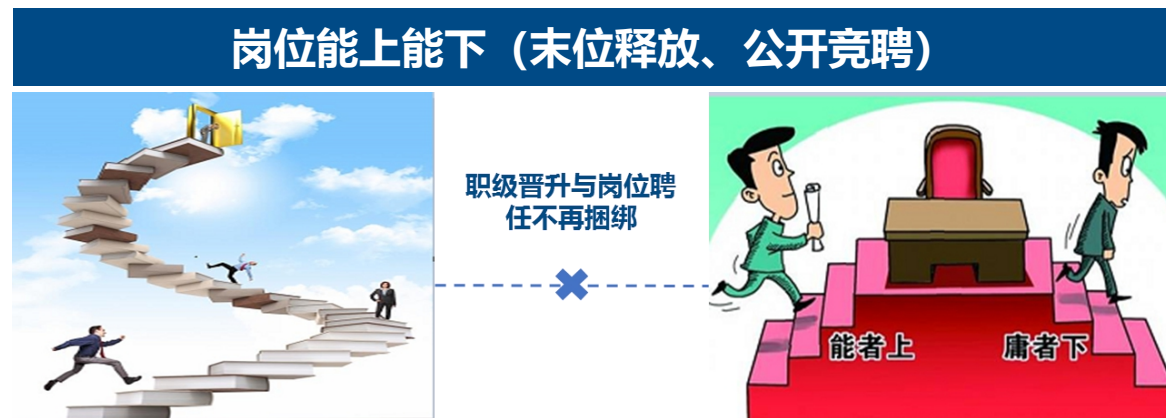 岗位能上能下（末位释放、公开竞聘）
职级晋升与岗位聘
任不再捆绑
能者上
庸者下